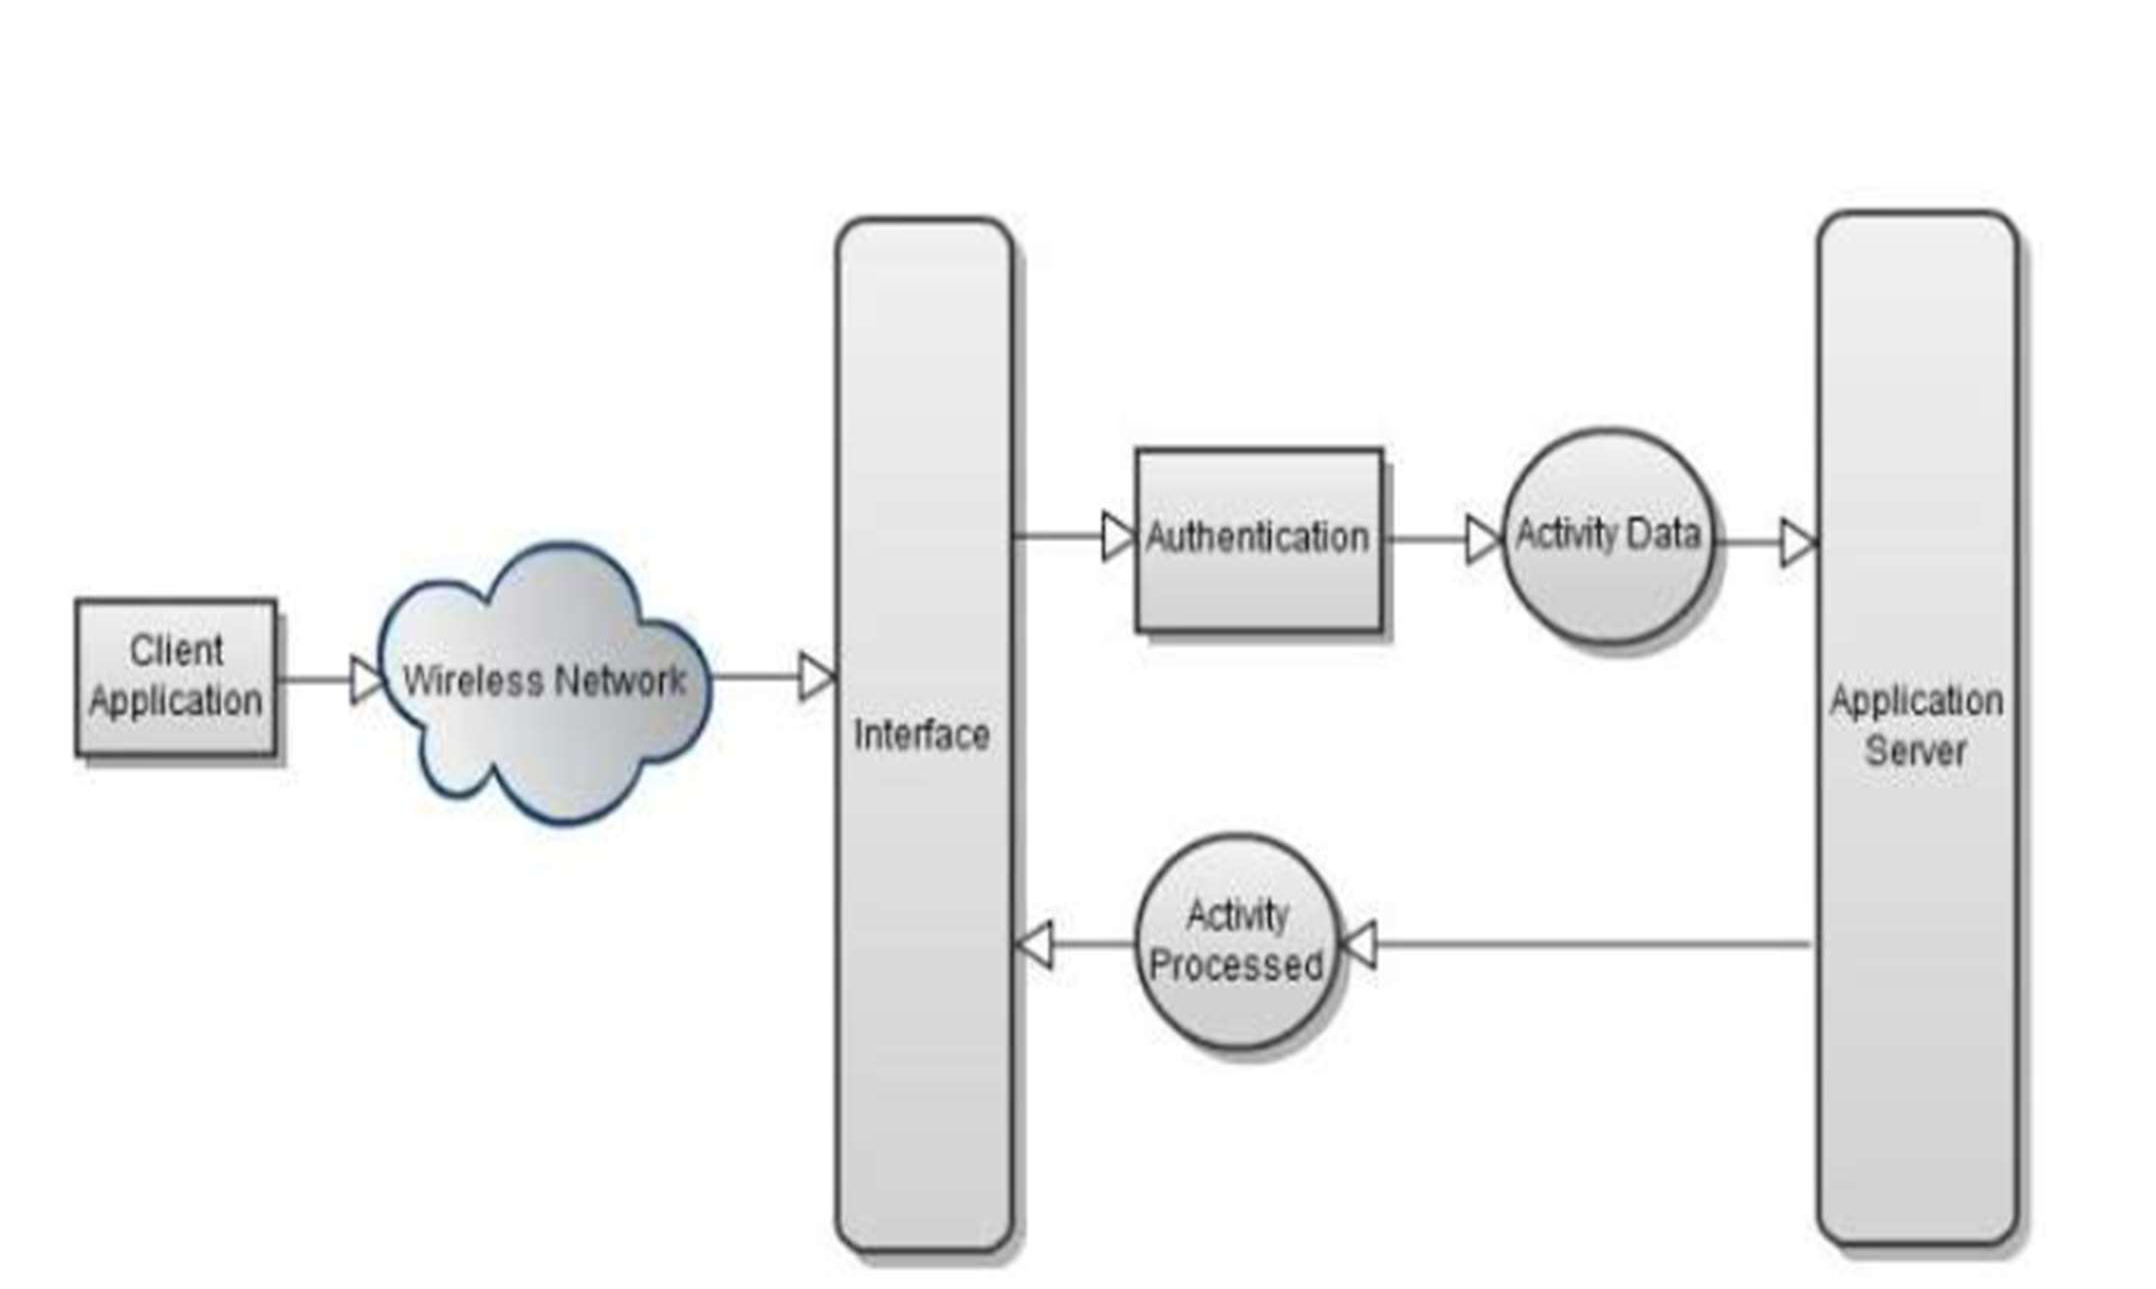 Client
Application
Wireless Network
Interface
Authentication
Activity Data
Application
Server
Activity
Processed